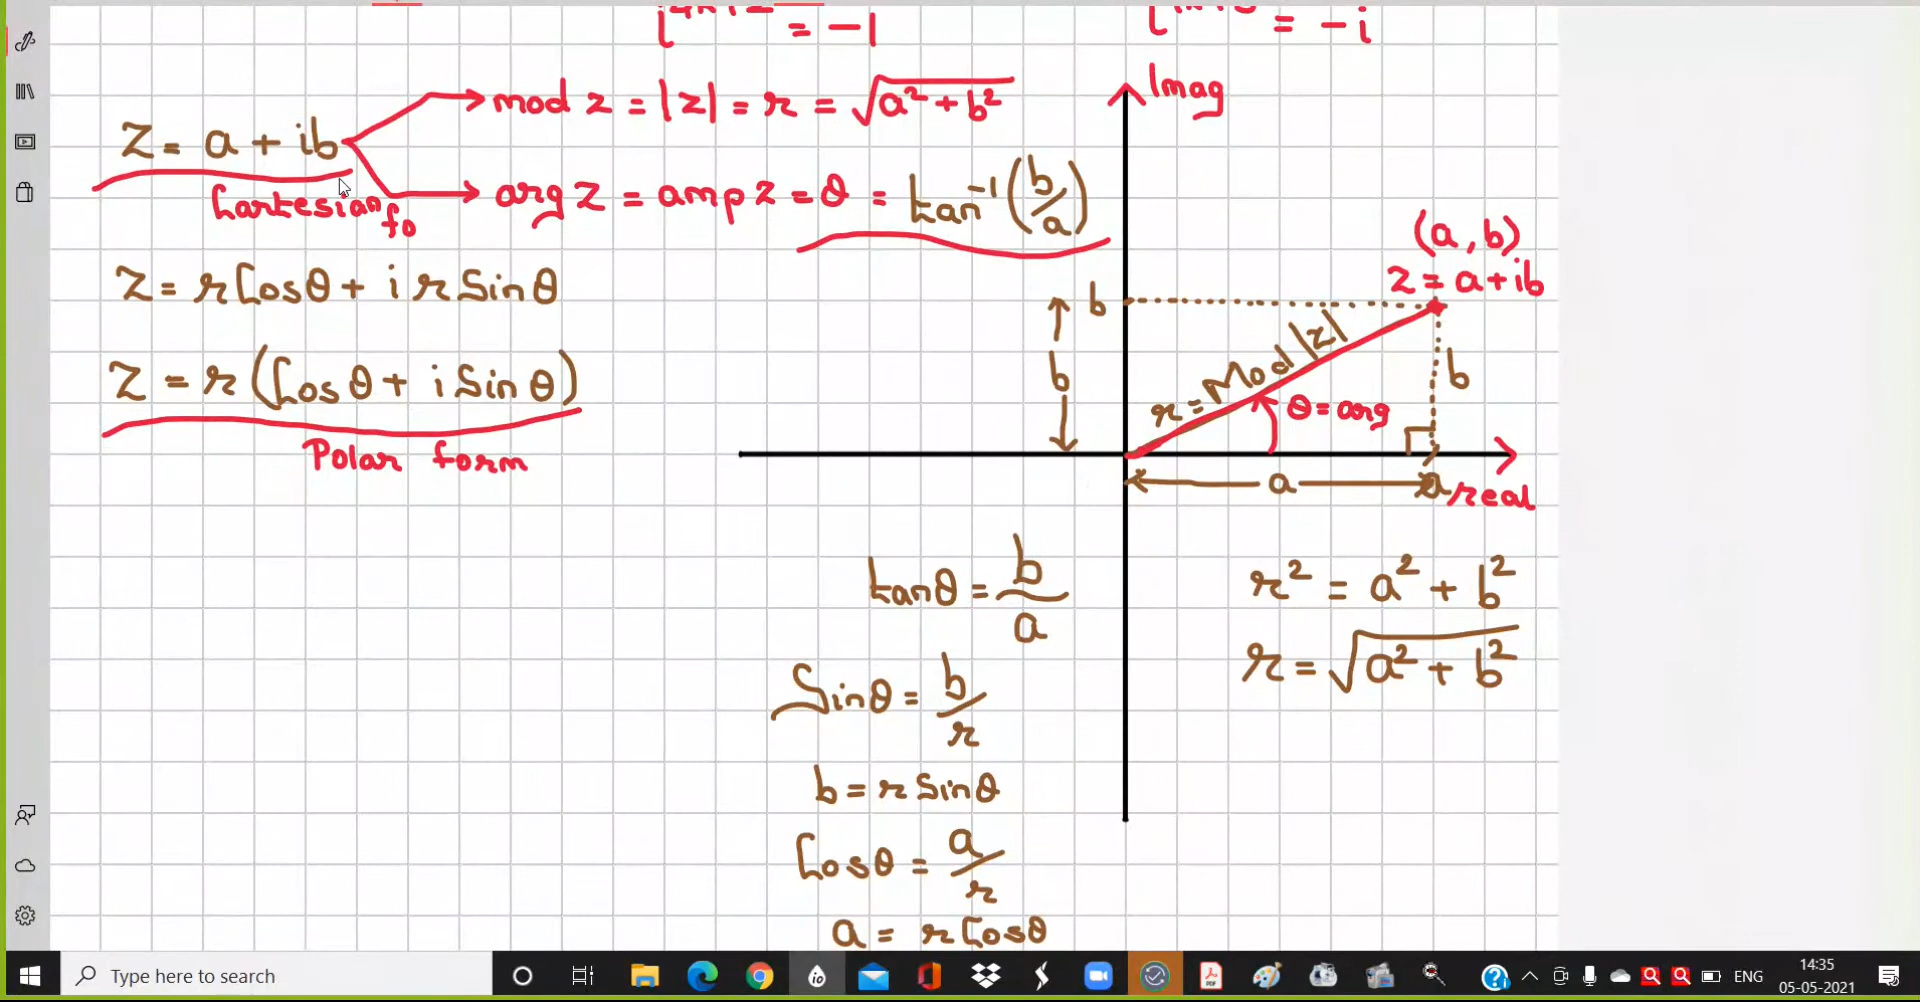 = -1
= -i
Imag
mod z = |z| = r = √(a² + b²)
Z = a + ib
Cartesian fo
arg Z = amp Z = θ = tan⁻¹(b/a)
(a, b)
Z = a + ib
Z = r Cosθ + i r Sinθ
b
b
r = Mod |z|
b
θ = arg
Z = r (Cosθ + i Sinθ)
Polar form
a
a
real
tanθ = b/a
r² = a² + b²
r = √(a² + b²)
Sinθ = b/r
b = r Sinθ
Cosθ = a/r
a = r Cosθ
Type here to search
ENG
14:35
05-05-2021